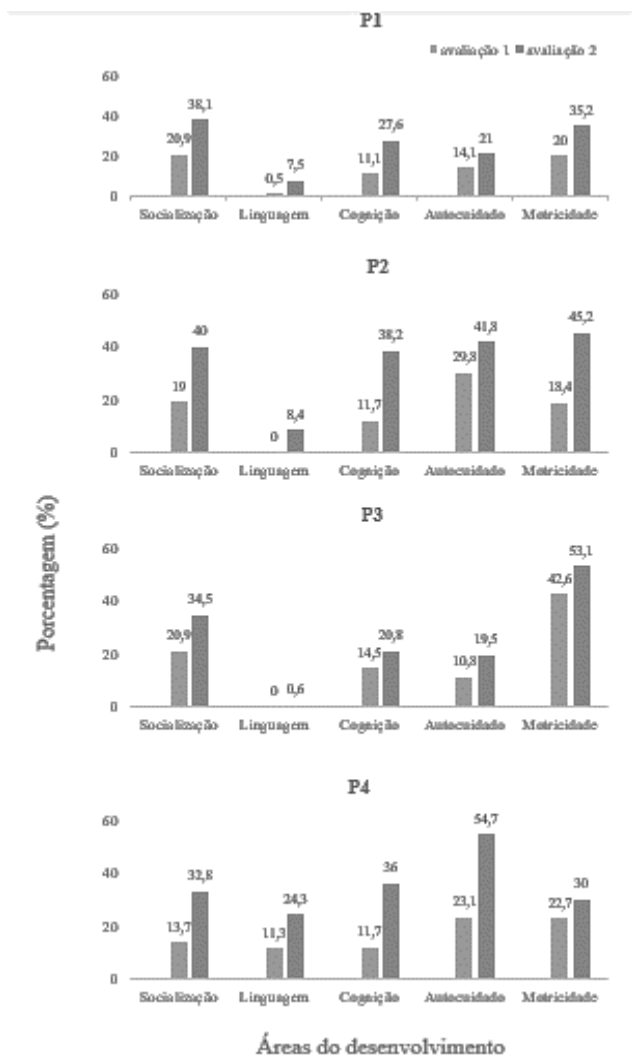 P1
avaliação 1 avaliação 2
60
40
20
0
20,9 38,1 0,5 7,5 11,1 27,6 14,1 21 20 35,2
Socialização Linguagem Cognição Autocuidado Motricidade
P2
60
40
20
0
19 40 0 8,4 11,7 38,2 29,8 41,8 18,4 45,2
Socialização Linguagem Cognição Autocuidado Motricidade
Porcentagem (%)
P3
60
40
20
0
20,9 34,5 0 0,6 14,5 20,8 10,8 19,5 42,6 53,1
Socialização Linguagem Cognição Autocuidado Motricidade
P4
60
40
20
0
13,7 32,8 11,3 24,3 11,7 36 23,1 54,7 22,7 30
Socialização Linguagem Cognição Autocuidado Motricidade
Áreas do desenvolvimento